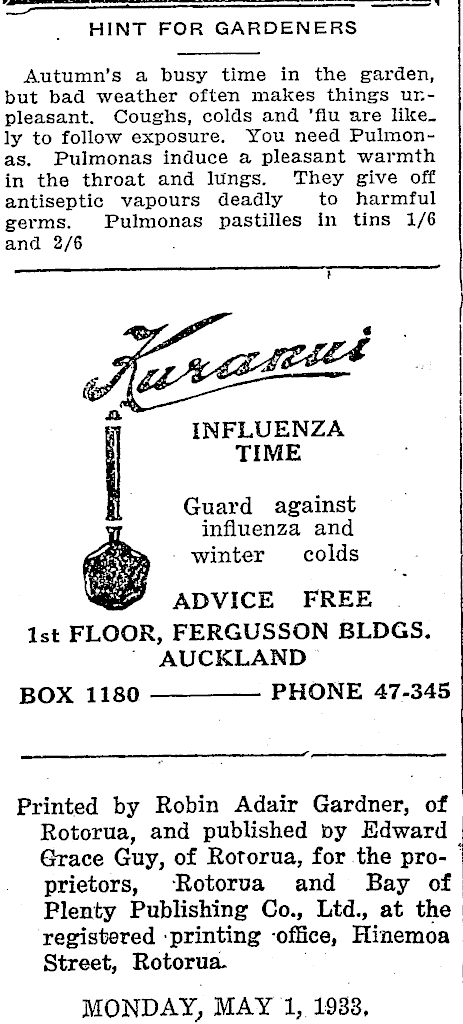 HINT FOR GARDENERS
Autumn's a busy time in the garden,
but bad weather often makes things un-
pleasant. Coughs, colds and 'flu are like-
ly to follow exposure. You need Pulmon-
as. Pulmonas induce a pleasant warmth
in the throat and lungs. They give off
antiseptic vapours deadly to harmful
germs. Pulmonas pastilles in tins 1/6
and 2/6
Kuranui
INFLUENZA
TIME
Guard against
influenza and
winter colds
ADVICE FREE
1st FLOOR, FERGUSSON BLDGS.
AUCKLAND
BOX 1180 ——— PHONE 47-345
Printed by Robin Adair Gardner, of
Rotorua, and published by Edward
Grace Guy, of Rotorua, for the pro-
prietors, Rotorua and Bay of
Plenty Publishing Co., Ltd., at the
registered printing office, Hinemoa
Street, Rotorua.
MONDAY, MAY 1, 1933.